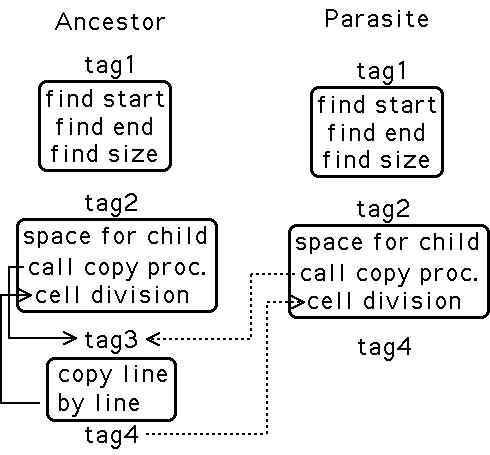 Ancestor
tag1
find start
find end
find size
tag2
space for child
call copy proc.
cell division
tag3
copy line
by line
tag4
Parasite
tag1
find start
find end
find size
tag2
space for child
call copy proc.
cell division
tag4